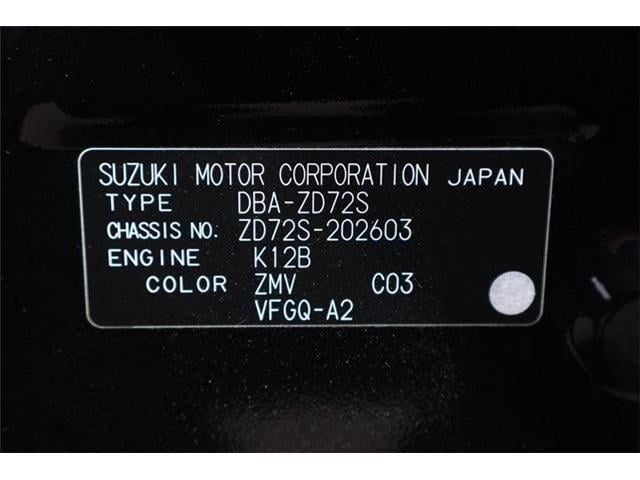 SUZUKI MOTOR CORPORATION JAPAN
TYPE DBA-ZD72S
CHASSIS NO. ZD72S-202603
ENGINE K12B
COLOR ZMV C03
VFGQ-A2